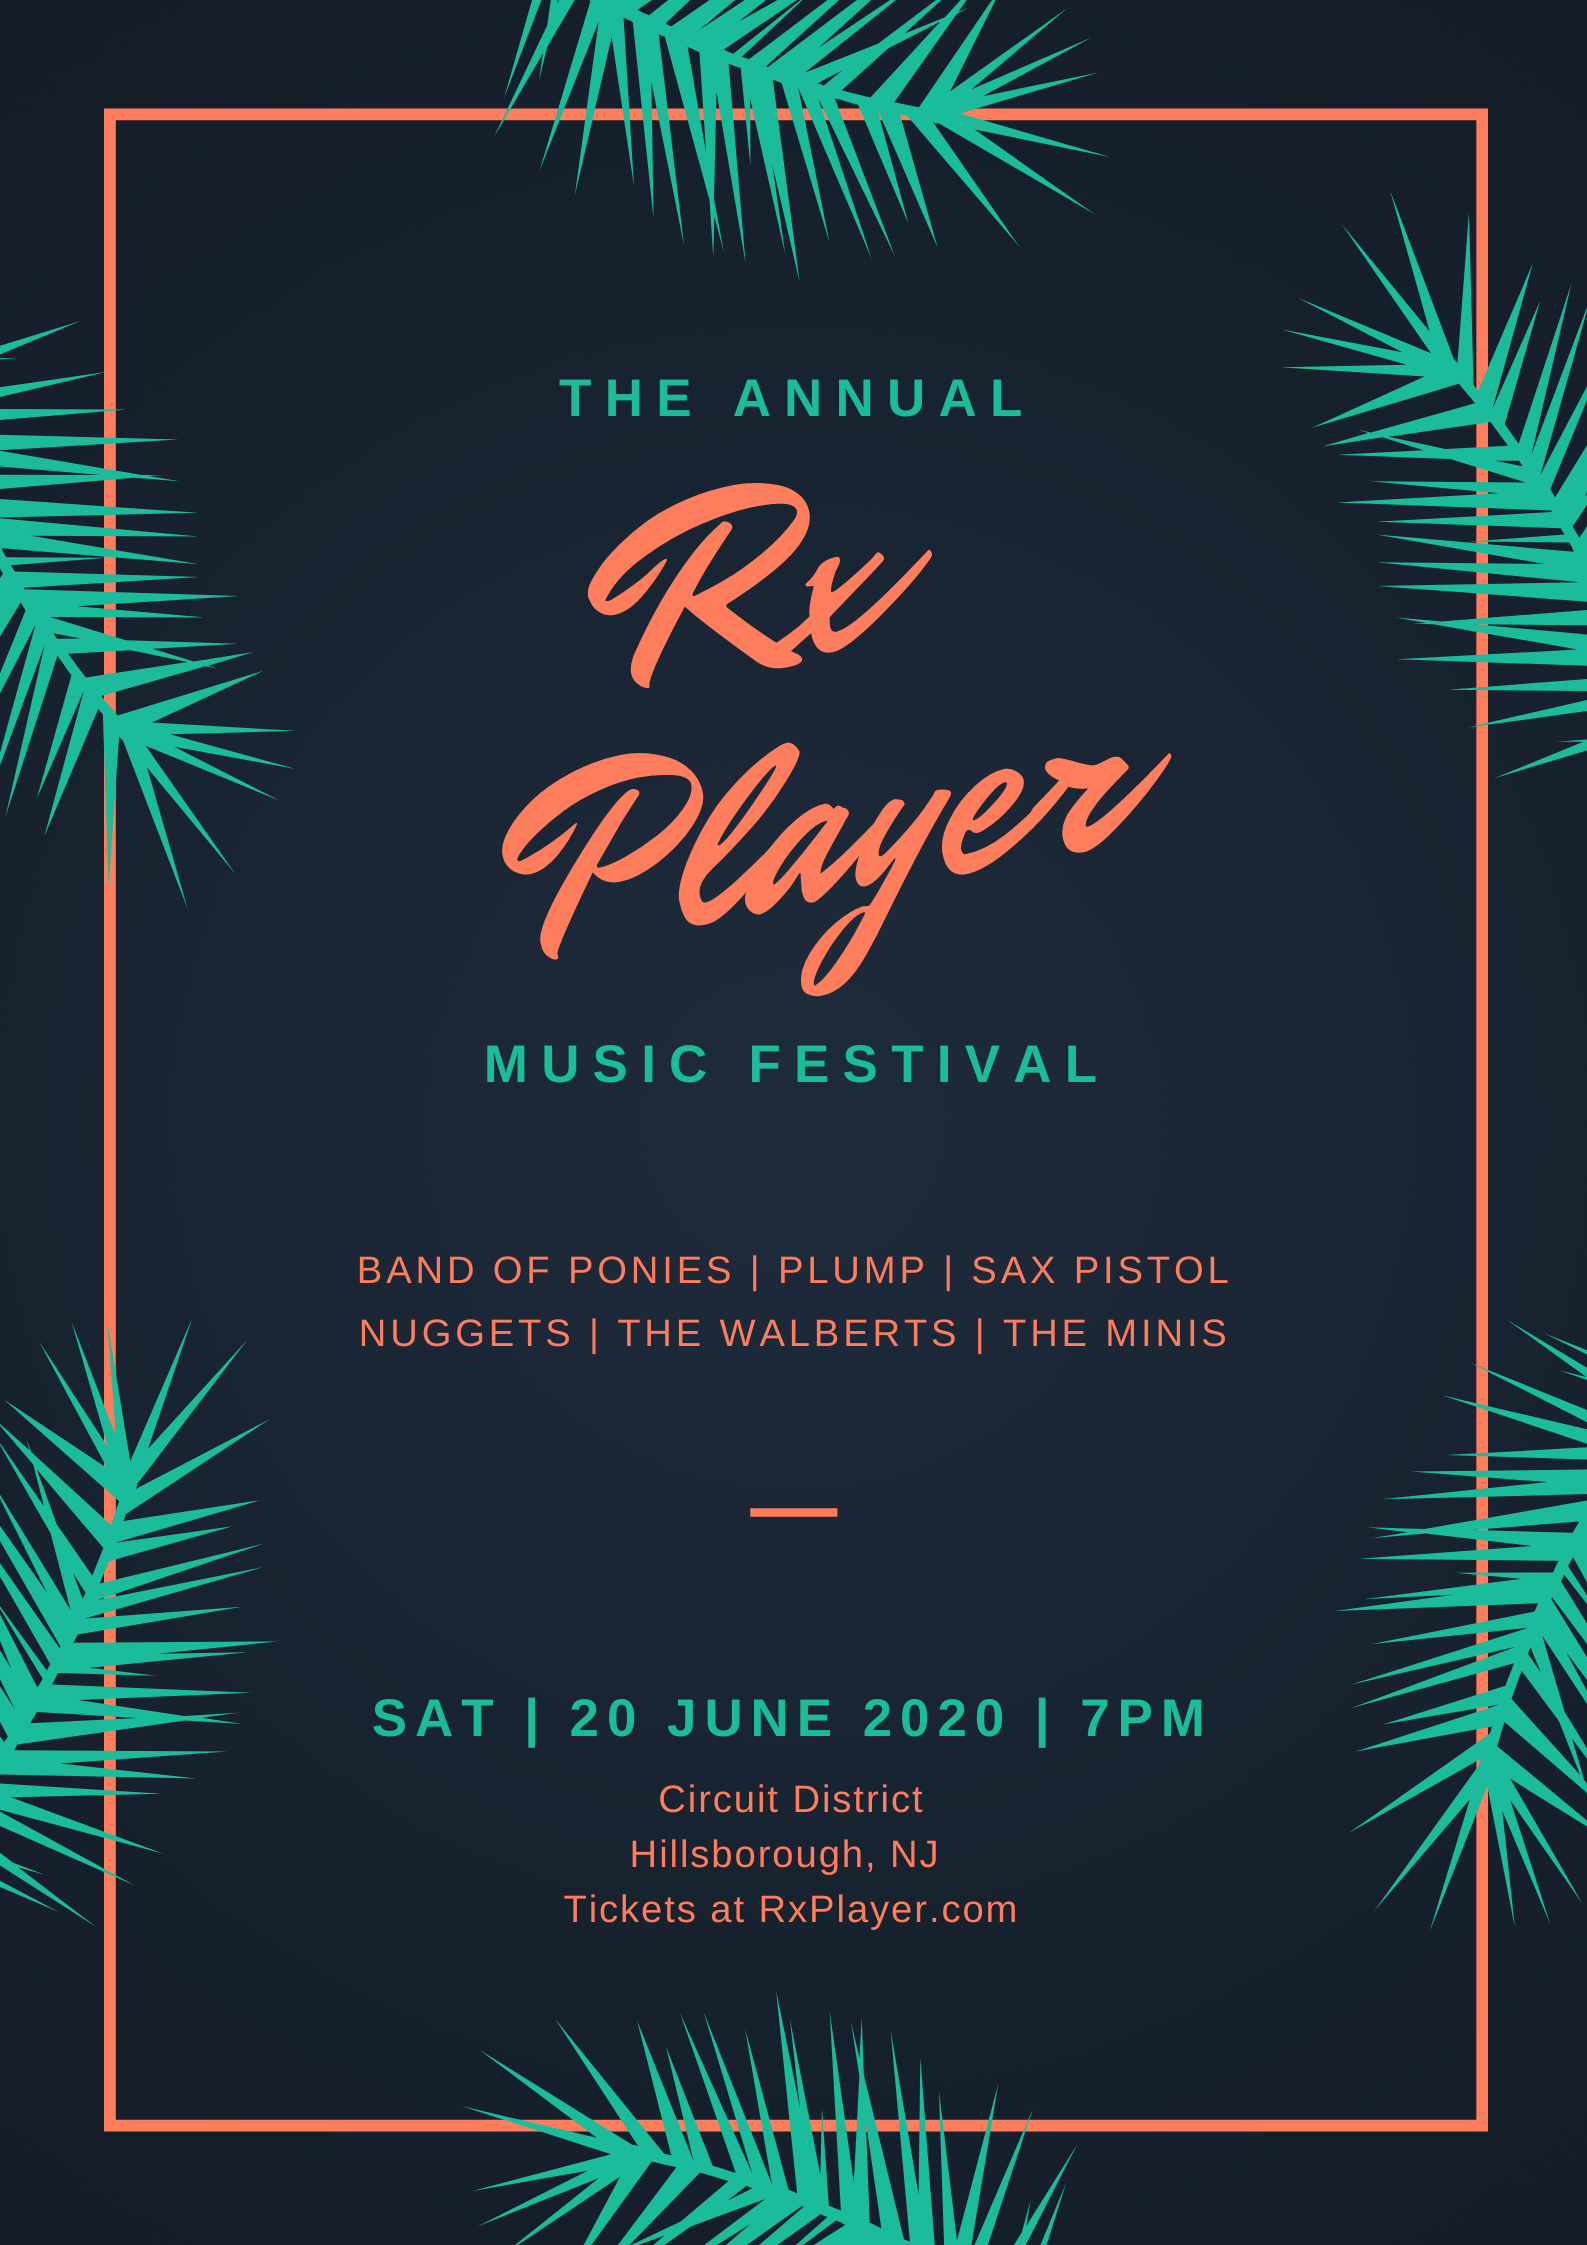 THE ANNUAL
Rx
Player
MUSIC FESTIVAL
BAND OF PONIES | PLUMP | SAX PISTOL
NUGGETS | THE WALBERTS | THE MINIS
SAT | 20 JUNE 2020 | 7PM
Circuit District
Hillsborough, NJ
Tickets at RxPlayer.com